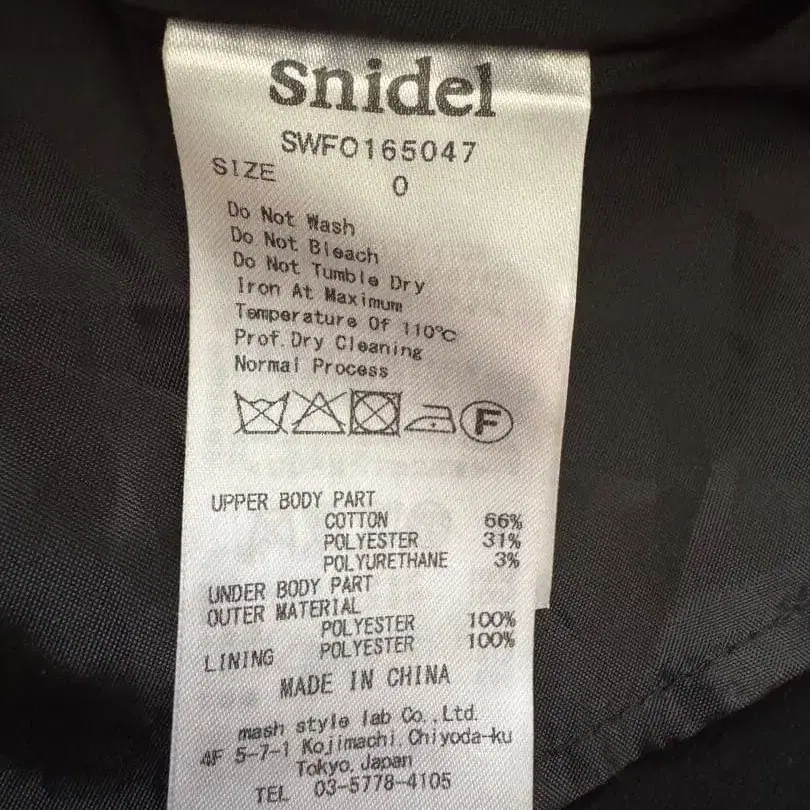 snidel
SWFO165047
SIZE 0
Do Not Wash
Do Not Bleach
Do Not Tumble Dry
Iron At Maximum
Temperature Of 110℃
Prof.Dry Cleaning
Normal Process
F
UPPER BODY PART
COTTON 66%
POLYESTER 31%
POLYURETHANE 3%
UNDER BODY PART
OUTER MATERIAL
POLYESTER 100%
LINING POLYESTER 100%
MADE IN CHINA
mash style lab Co.,Ltd.
4F 5-7-1 Kojimachi,Chiyoda-ku
Tokyo,Japan
TEL 03-5778-4105